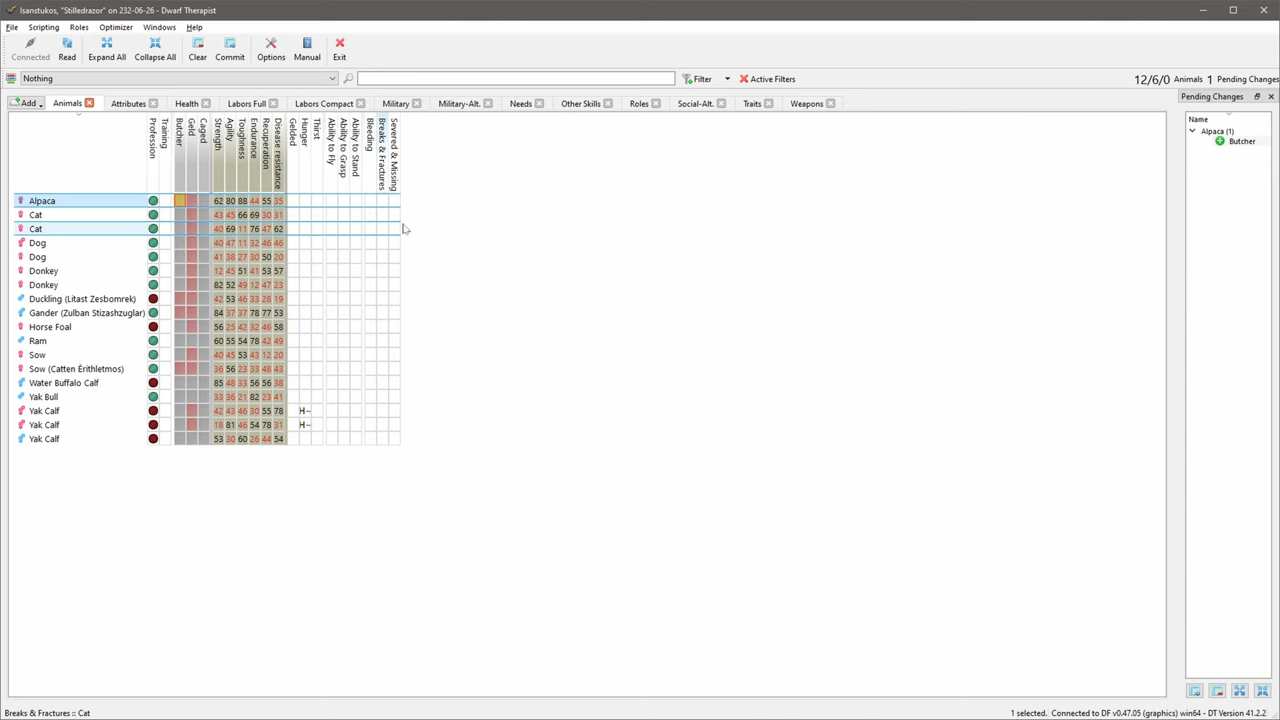 Isanstukos, "Stilledrazor" on 232-06-26 - Dwarf Therapist
File Scripting Roles Optimizer Windows Help
Connected Read Expand All Collapse All Clear Commit Options Manual Exit
Nothing Filter Active Filters 12/6/0 Animals 1 Pending Changes
Add Animals Attributes Health Labors Full Labors Compact Military Military-Alt. Needs Other Skills Roles Social-Alt. Traits Weapons
Pending Changes
Name
Alpaca (1)
Butcher
Profession Training Butcher Geld Caged Strength Agility Toughness Endurance Recuperation Disease resistance Gelded Hunger Thirst Ability to Fly Ability to Grasp Ability to Stand Bleeding Breaks & Fractures Severed & Missing
Alpaca 62 80 88 44 55 35
Cat 43 45 66 69 30 31
Cat 40 69 11 76 47 62
Dog 40 47 11 32 46 46
Dog 41 38 27 30 50 20
Donkey 12 45 51 41 53 57
Donkey 82 52 49 12 47 23
Duckling (Litast Zesbomrek) 42 53 46 33 28 19
Gander (Zulban Stizashzuglar) 84 37 37 78 77 53
Horse Foal 56 25 42 32 46 58
Ram 60 55 54 78 42 49
Sow 40 45 53 43 12 20
Sow (Catten Èrithletmos) 36 56 23 33 48 43
Water Buffalo Calf 85 48 33 56 56 38
Yak Bull 33 36 21 82 23 41
Yak Calf 42 43 46 30 55 78 H~
Yak Calf 18 81 46 54 78 31 H~
Yak Calf 53 30 60 26 44 54
Breaks & Fractures :: Cat 1 selected. Connected to DF v0.47.05 (graphics) win64 - DT Version 41.2.2